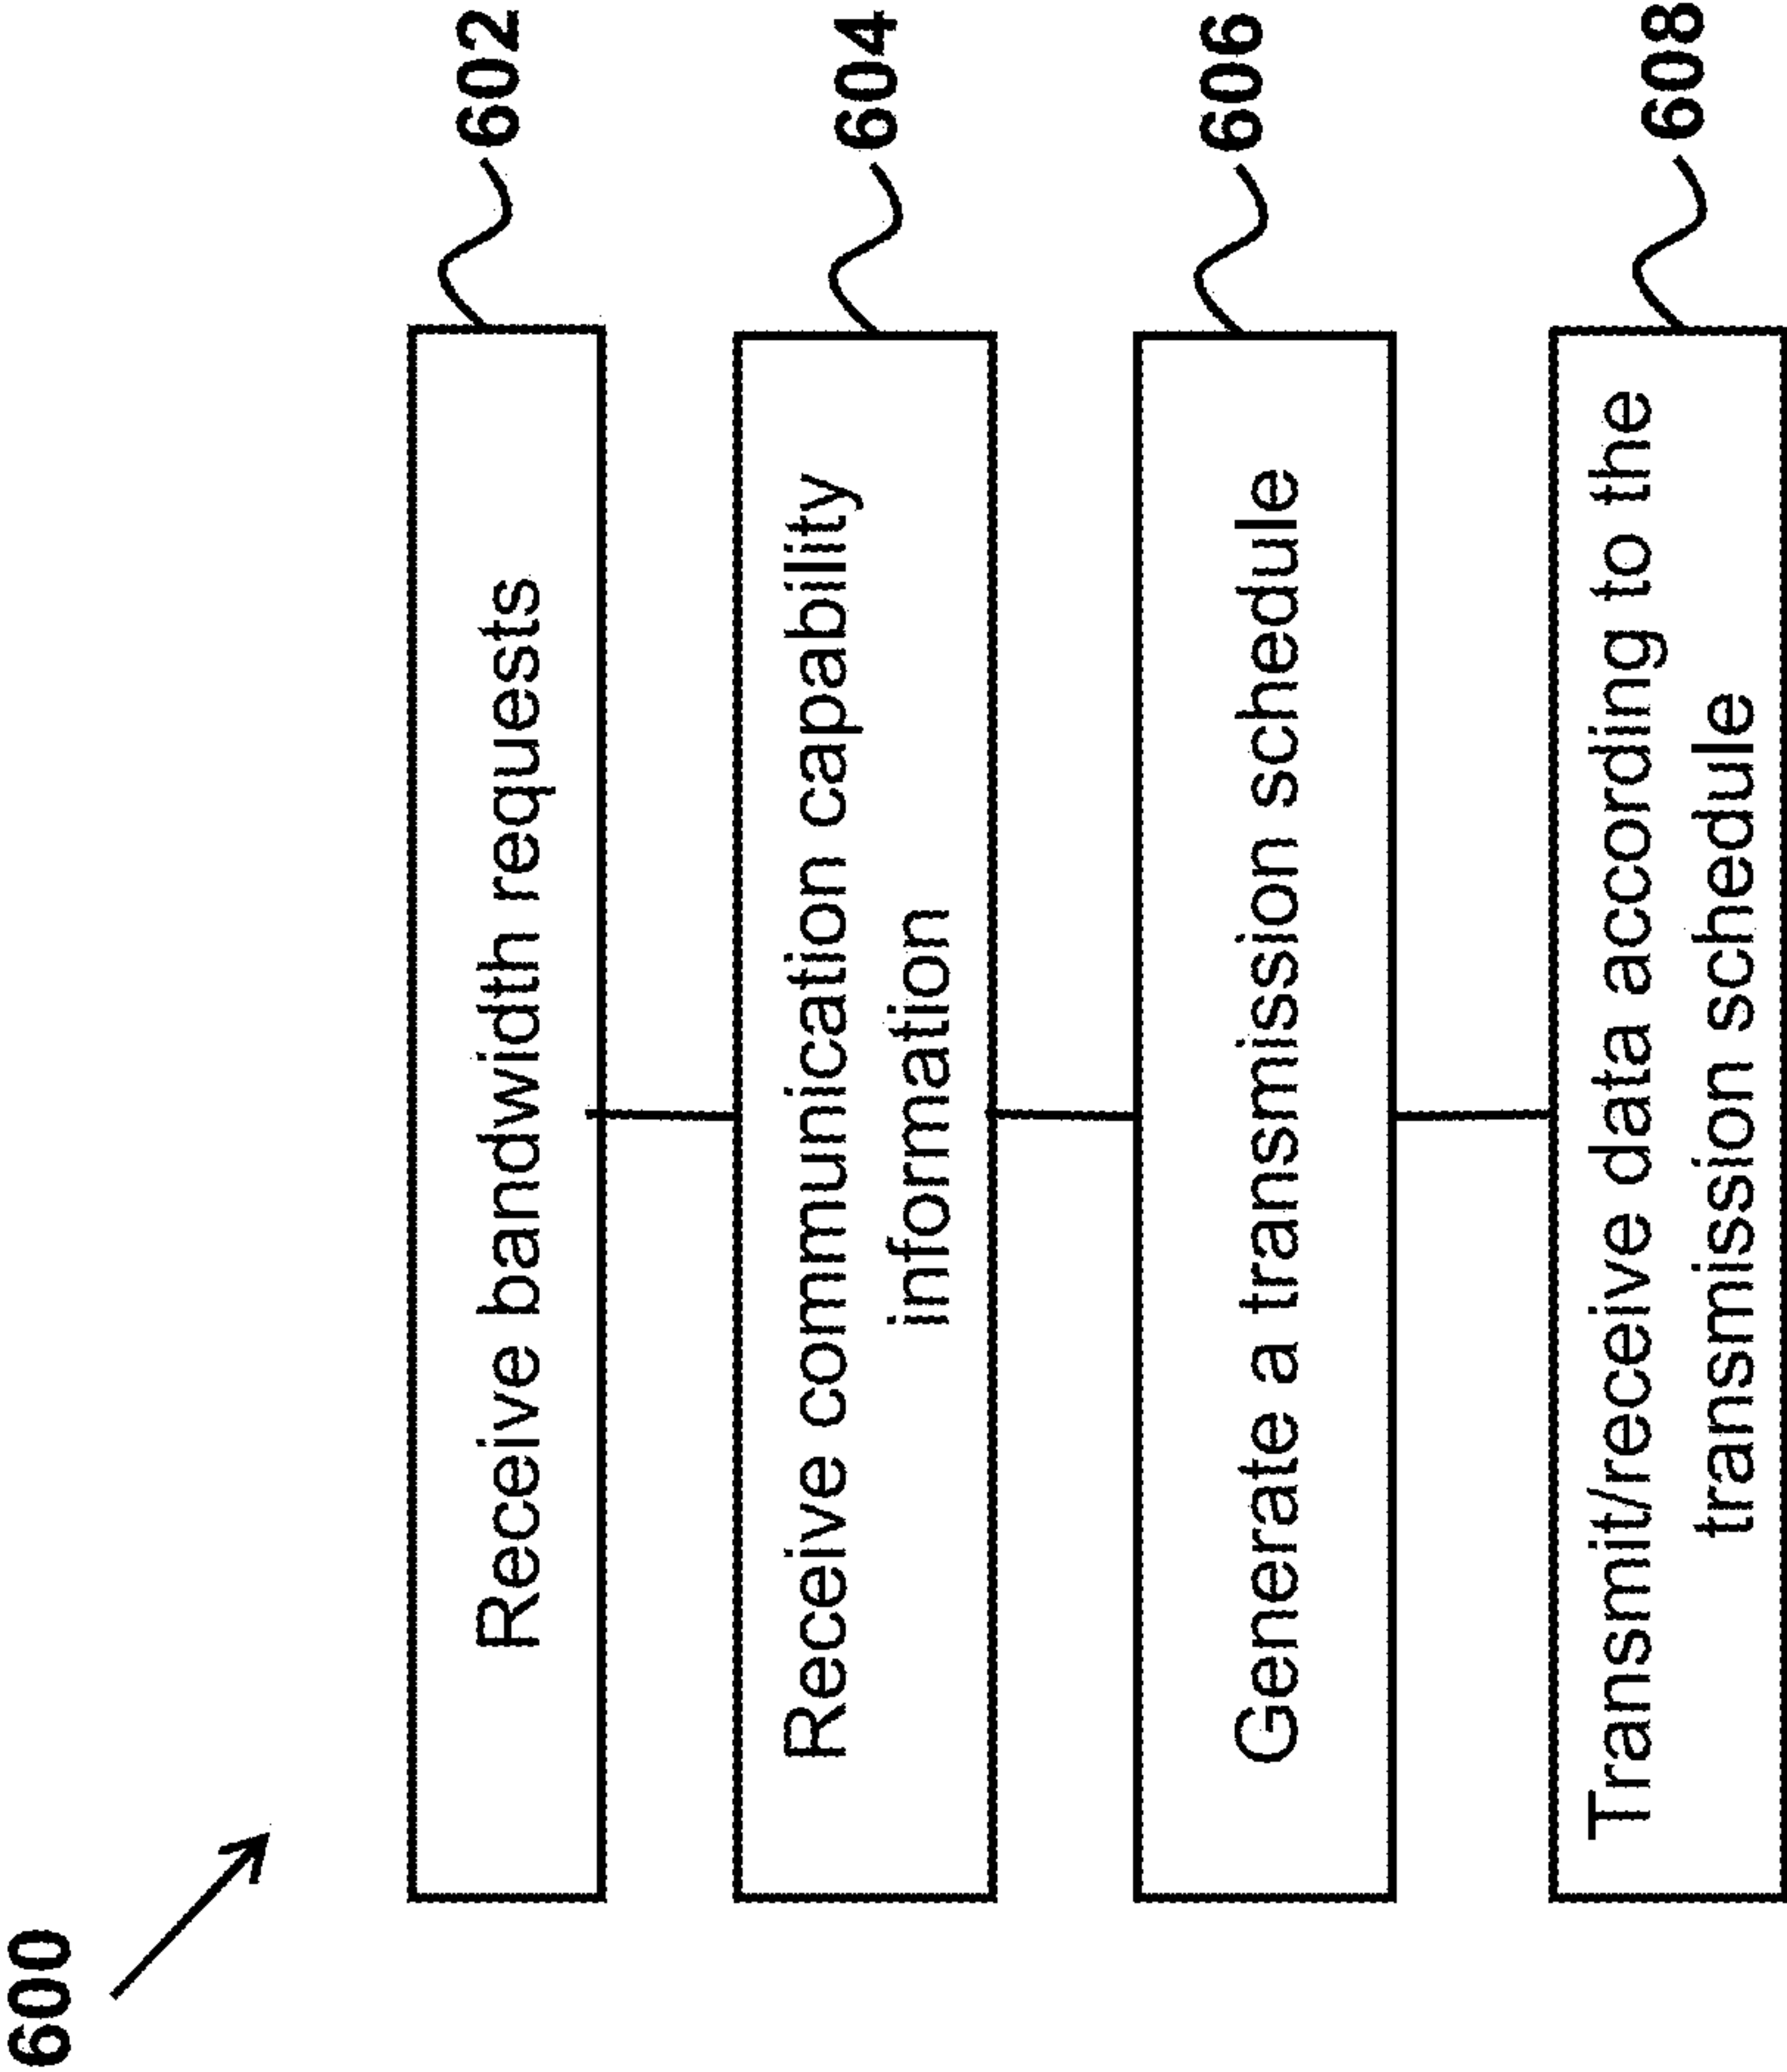 600
Receive bandwidth requests
602
Receive communication capability
information
604
Generate a transmission schedule
606
Transmit/receive data according to the
transmission schedule
608